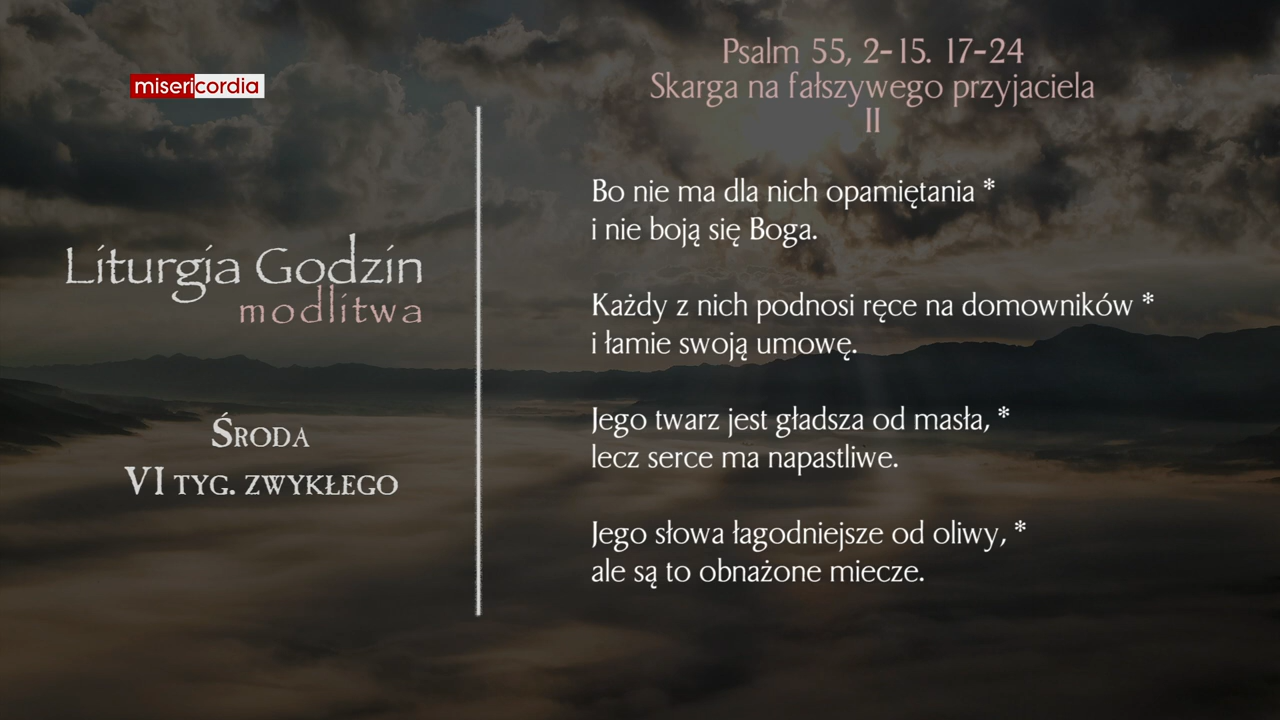 misericordia
Liturgia Godzin
modlitwa
Środa
VI tyg. zwykłego
Psalm 55, 2-15. 17-24
Skarga na fałszywego przyjaciela
II
Bo nie ma dla nich opamiętania *
i nie boją się Boga.
Każdy z nich podnosi ręce na domowników *
i łamie swoją umowę.
Jego twarz jest gładsza od masła, *
lecz serce ma napastliwe.
Jego słowa łagodniejsze od oliwy, *
ale są to obnażone miecze.